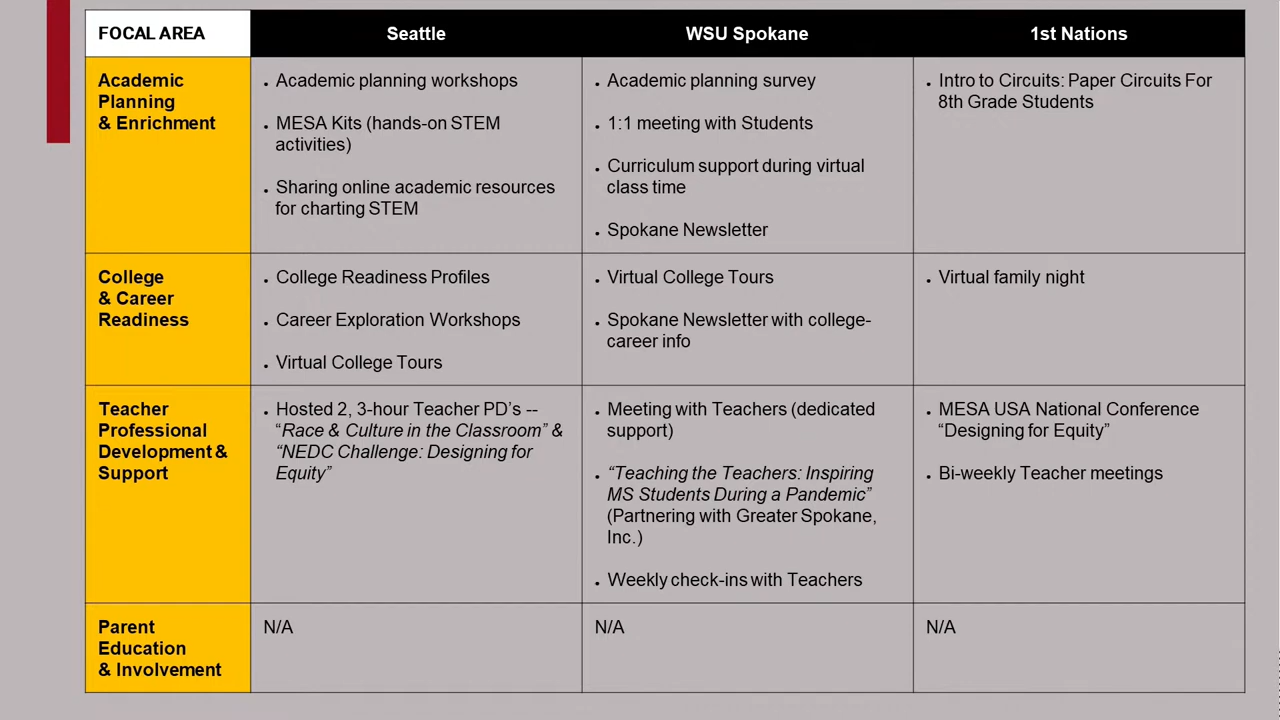 FOCAL AREA
Seattle
WSU Spokane
1st Nations
Academic
Planning
& Enrichment
• Academic planning workshops
• MESA Kits (hands-on STEM
activities)
• Sharing online academic resources
for charting STEM
• Academic planning survey
• 1:1 meeting with Students
• Curriculum support during virtual
class time
• Spokane Newsletter
• Intro to Circuits: Paper Circuits For
8th Grade Students
College
& Career
Readiness
• College Readiness Profiles
• Career Exploration Workshops
• Virtual College Tours
• Virtual College Tours
• Spokane Newsletter with college-
career info
• Virtual family night
Teacher
Professional
Development &
Support
• Hosted 2, 3-hour Teacher PD’s --
“Race & Culture in the Classroom” &
“NEDC Challenge: Designing for
Equity”
• Meeting with Teachers (dedicated
support)
• “Teaching the Teachers: Inspiring
MS Students During a Pandemic”
(Partnering with Greater Spokane,
Inc.)
• Weekly check-ins with Teachers
• MESA USA National Conference
“Designing for Equity”
• Bi-weekly Teacher meetings
Parent
Education
& Involvement
N/A
N/A
N/A